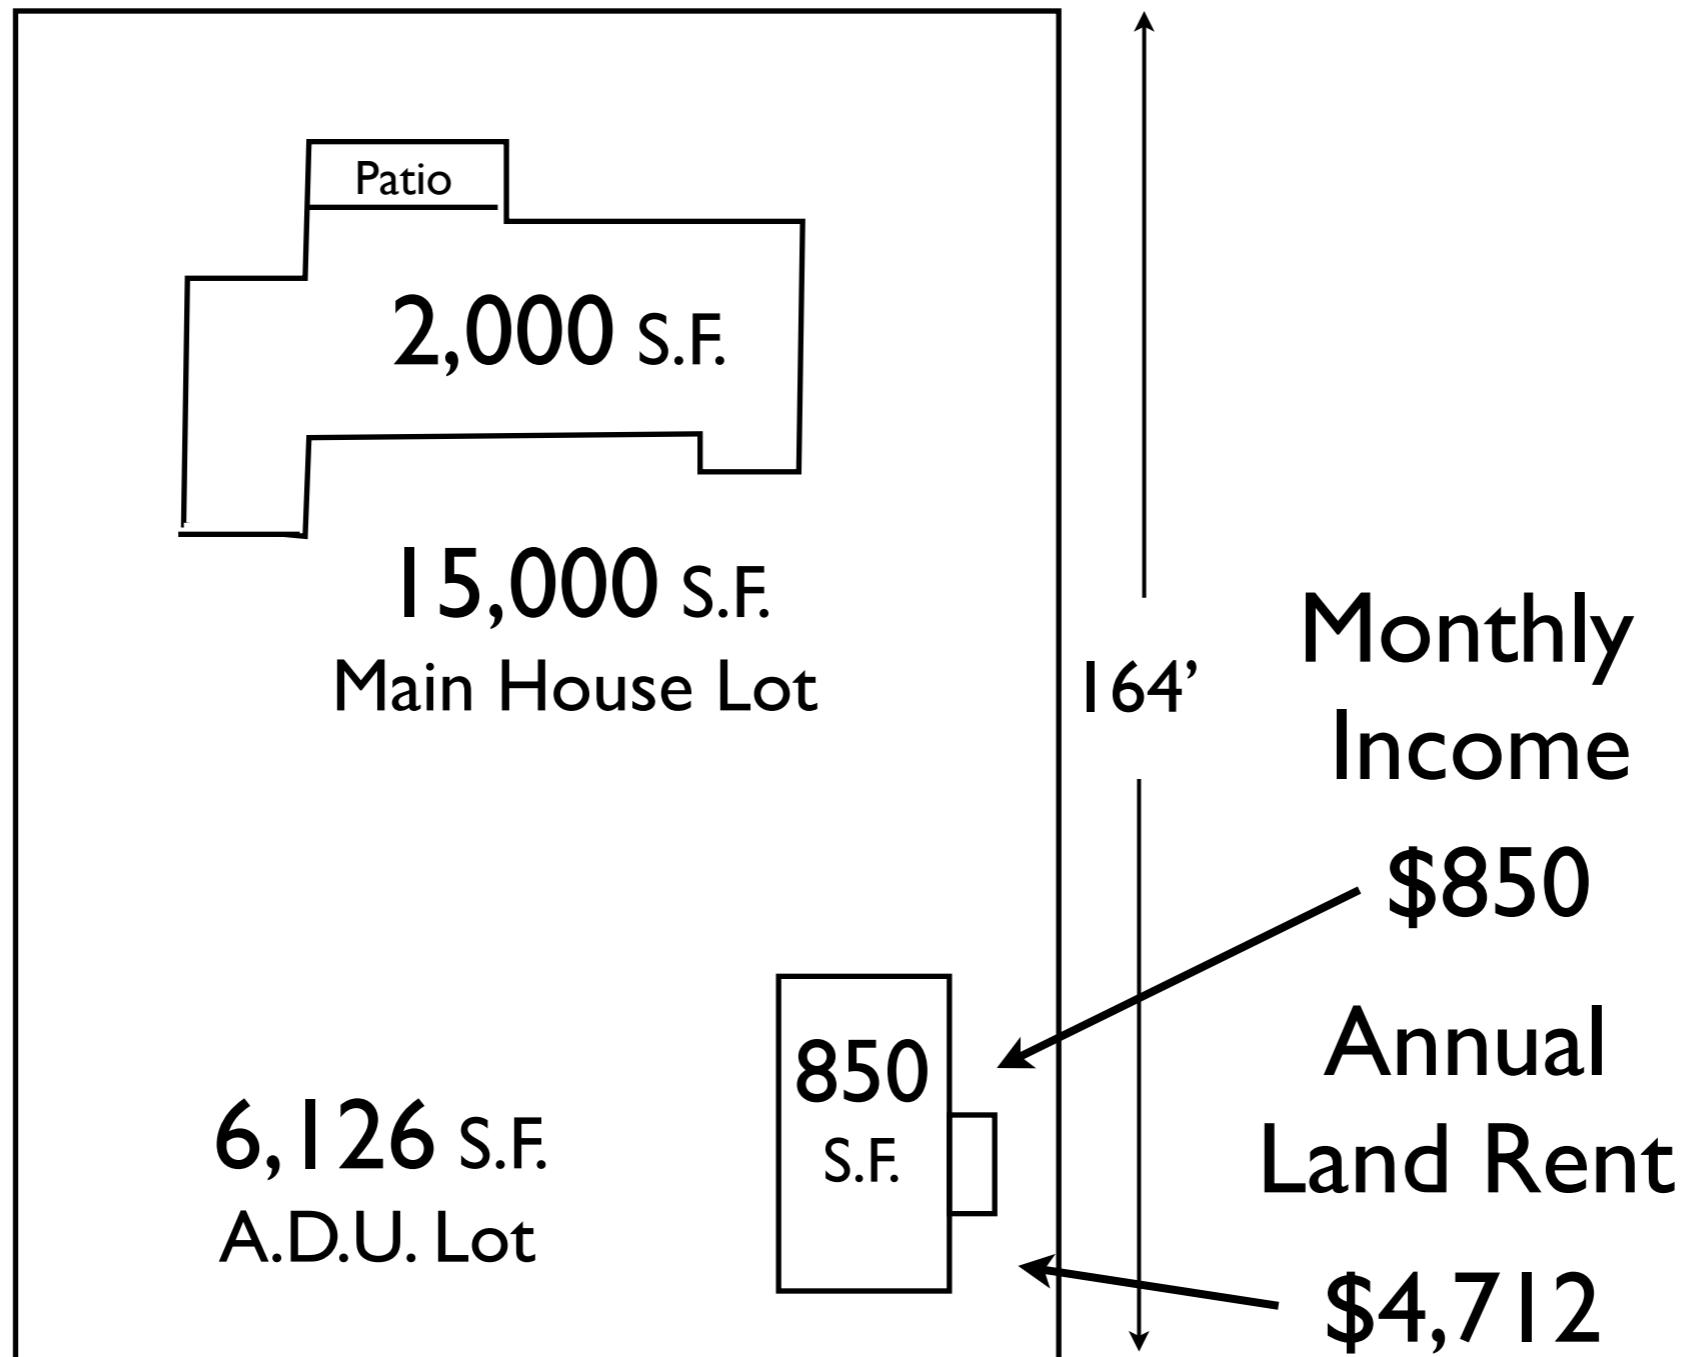 Patio
2,000 S.F.
15,000 S.F.
Main House Lot
164’
Monthly
Income
$850
850
S.F.
6,126 S.F.
A.D.U. Lot
Annual
Land Rent
$4,712